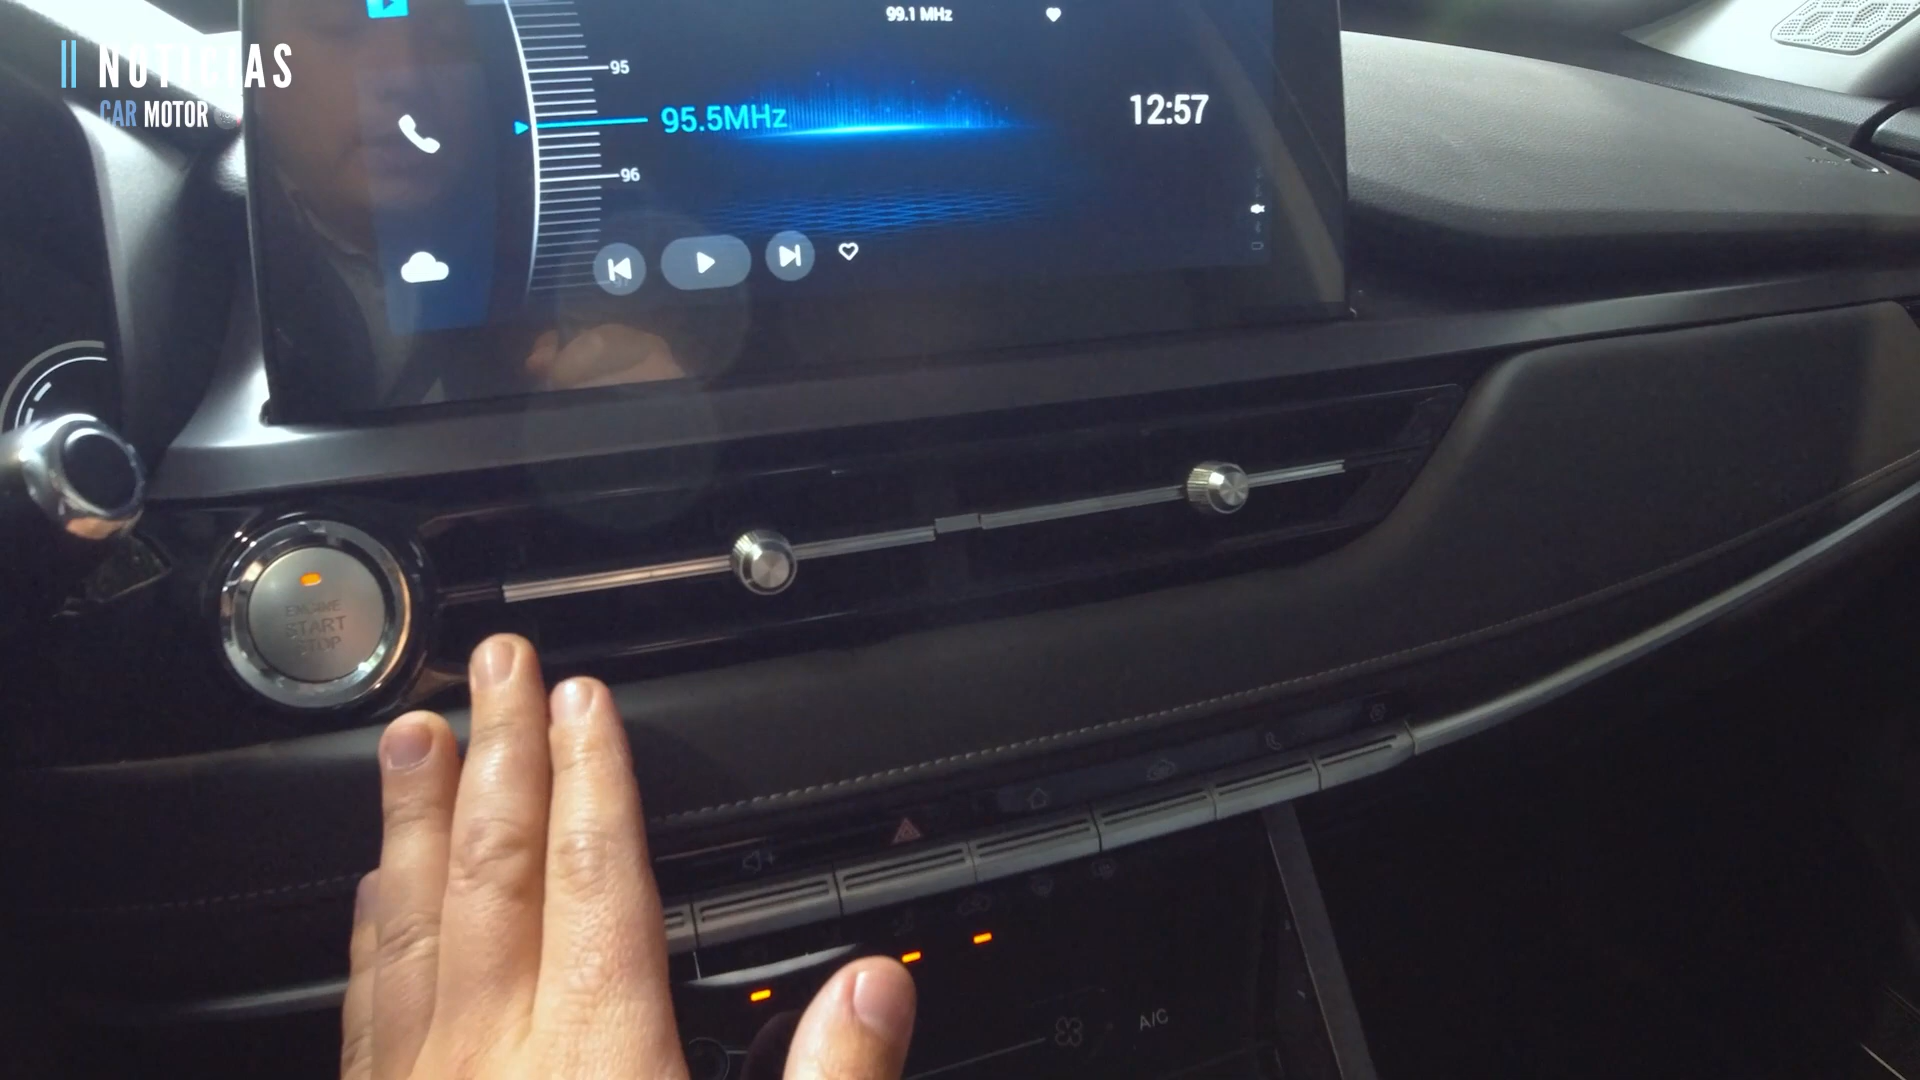 NOTICIAS
CAR MOTOR
99.1 MHz
95
95.5MHz
12:57
96
ENGINE
START
STOP
A/C